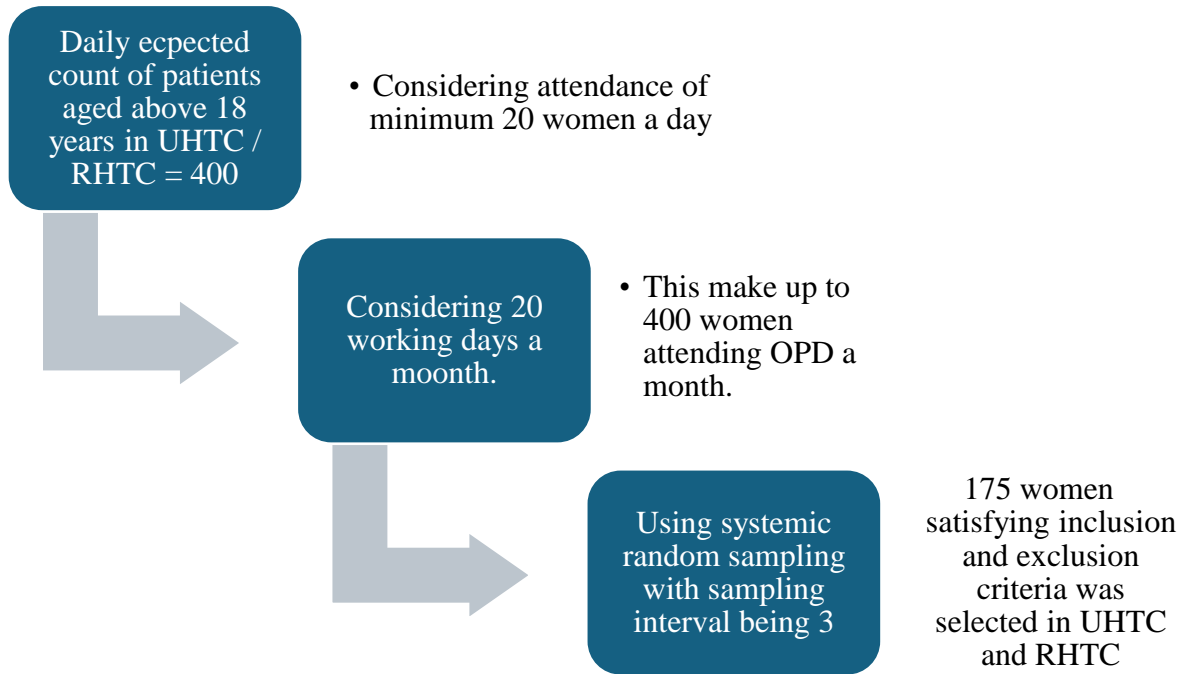 Daily ecpected
count of patients
aged above 18
years in UHTC /
RHTC = 400
• Considering attendance of
minimum 20 women a day
Considering 20
working days a
moonth.
• This make up to
400 women
attending OPD a
month.
Using systemic
random sampling
with sampling
interval being 3
175 women
satisfying inclusion
and exclusion
criteria was
selected in UHTC
and RHTC